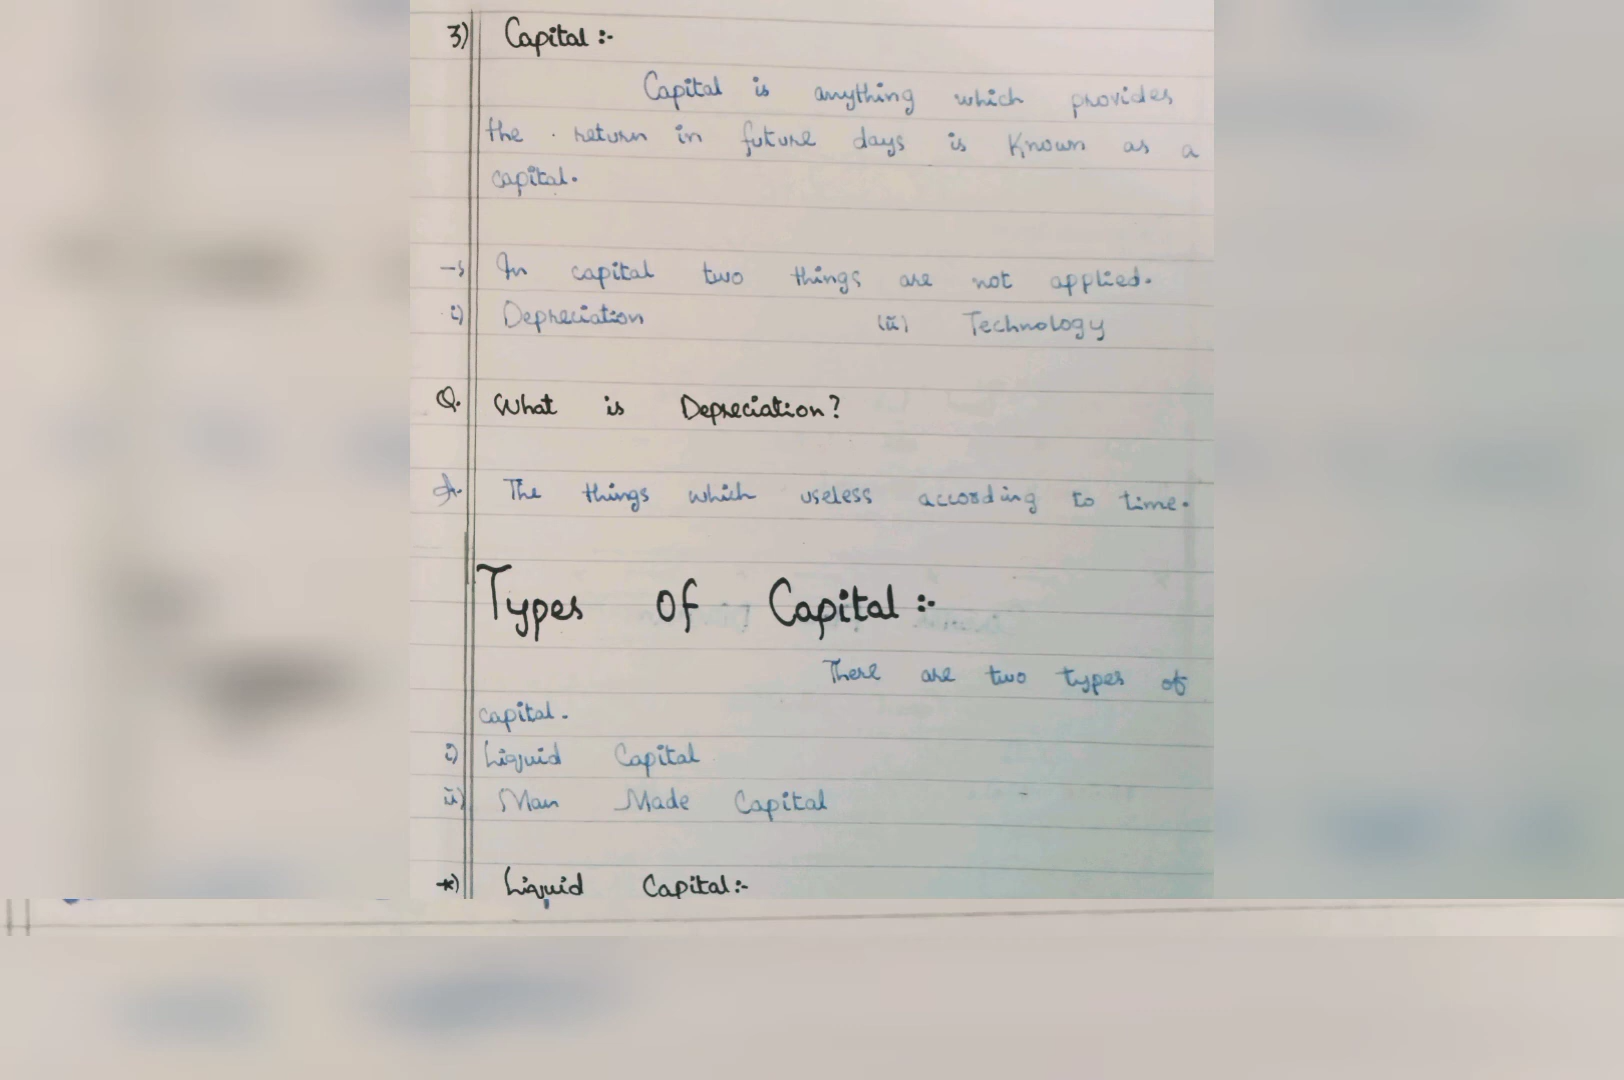 3) Capital :-
Capital is anything which provides
the return in future days is Known as a
capital.
→ In capital two things are not applied.
i) Depreciation (ii) Technology
Q. What is Depreciation?
A. The things which useless according to time.
Types Of Capital :-
There are two types of
capital.
i) Liquid Capital
ii) Man Made Capital
*) Liquid Capital:-